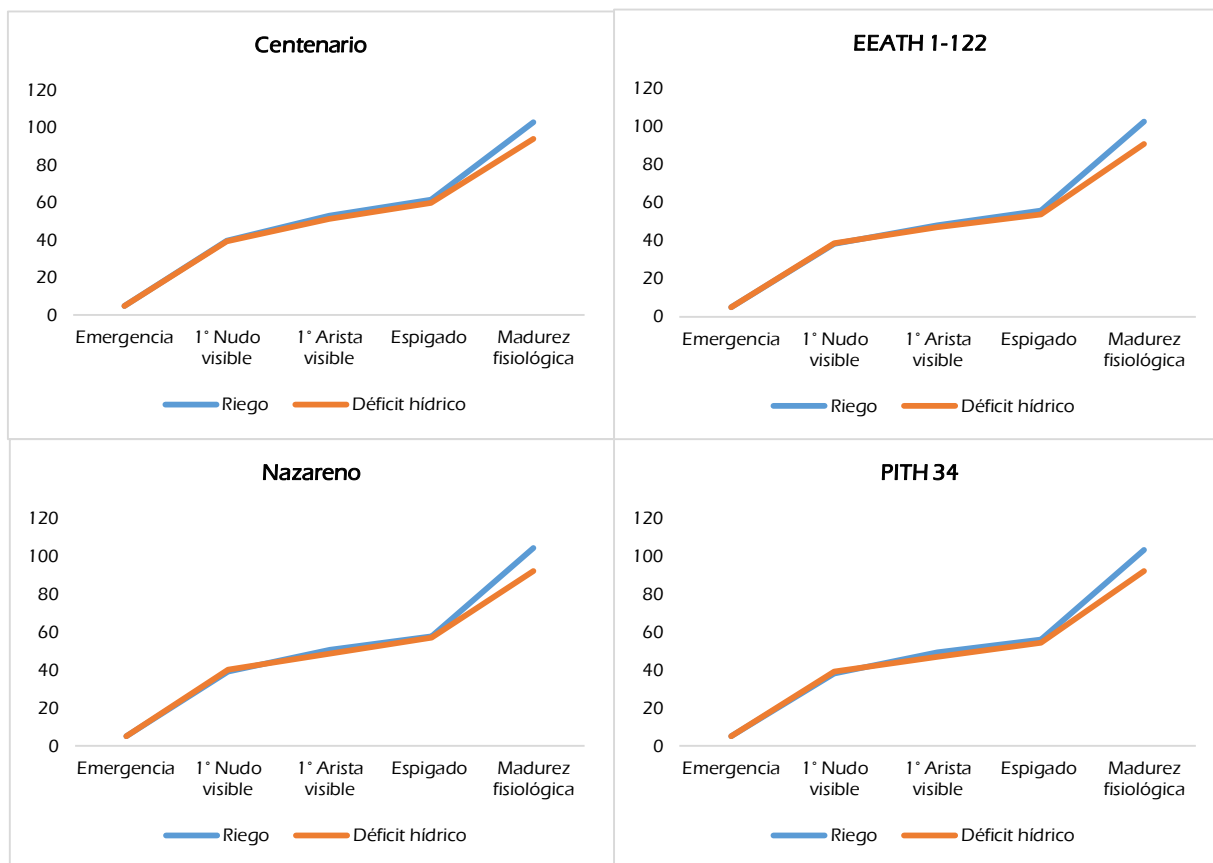 Centenario
120
100
80
60
40
20
0
Emergencia
1° Nudo
visible
1° Arista
visible
Espigado
Madurez
fisiológica
Riego
Déficit hídrico
EEATH 1-122
120
100
80
60
40
20
0
Emergencia
1° Nudo
visible
1° Arista
visible
Espigado
Madurez
fisiológica
Riego
Déficit hídrico
Nazareno
120
100
80
60
40
20
0
Emergencia
1° Nudo
visible
1° Arista
visible
Espigado
Madurez
fisiológica
Riego
Déficit hídrico
PITH 34
120
100
80
60
40
20
0
Emergencia
1° Nudo
visible
1° Arista
visible
Espigado
Madurez
fisiológica
Riego
Déficit hídrico